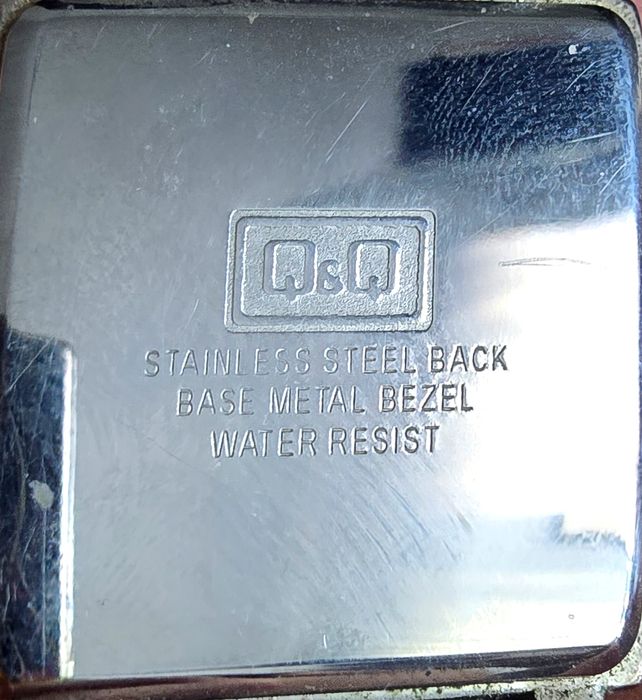 Q&Q
STAINLESS STEEL BACK
BASE METAL BEZEL
WATER RESIST